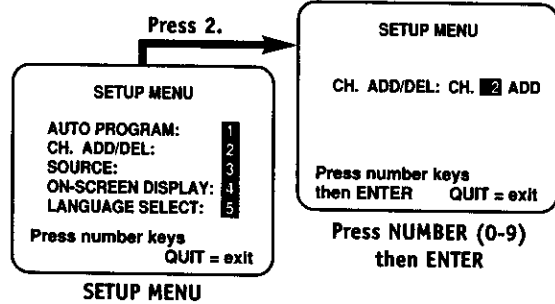 Press 2.
SETUP MENU
AUTO PROGRAM: 1
CH. ADD/DEL: 2
SOURCE: 3
ON-SCREEN DISPLAY: 4
LANGUAGE SELECT: 5
Press number keys
QUIT = exit
SETUP MENU
SETUP MENU
CH. ADD/DEL: CH. 2 ADD
Press number keys
then ENTER QUIT = exit
Press NUMBER (0-9)
then ENTER